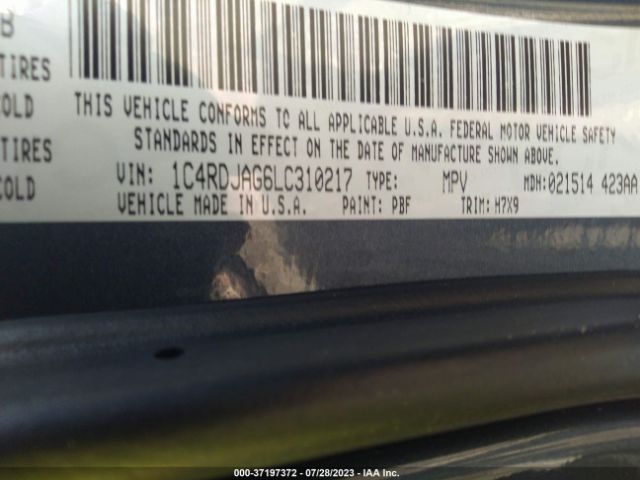 B
TIRES
COLD
COLD
THIS VEHICLE CONFORMS TO ALL APPLICABLE U.S.A. FEDERAL MOTOR VEHICLE SAFETY
STANDARDS IN EFFECT ON THE DATE OF MANUFACTURE SHOWN ABOVE.
VIN: 1C4RDJAG6LC310217 TYPE: MPV MDH:021514 423AA
VEHICLE MADE IN U.S.A. PAINT: PBF TRIM: H7X9
000-37197372 / 07/28/2023 - IAA Inc.